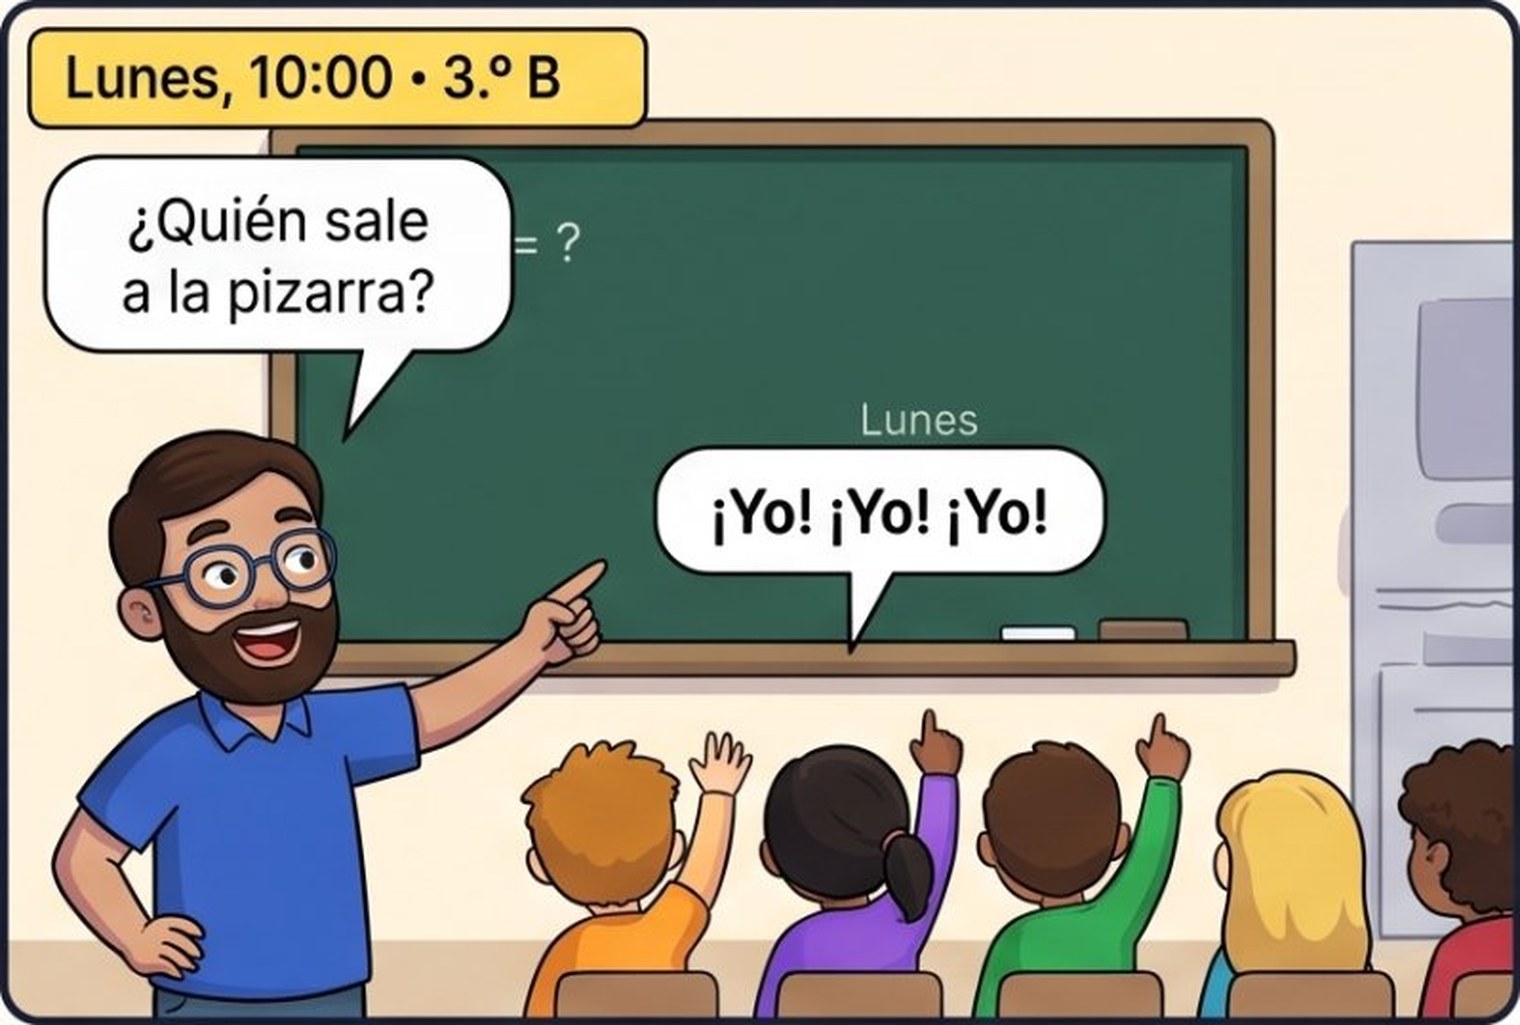 Lunes, 10:00 • 3.º B
¿Quién sale
a la pizarra?
= ?
Lunes
¡Yo! ¡Yo! ¡Yo!